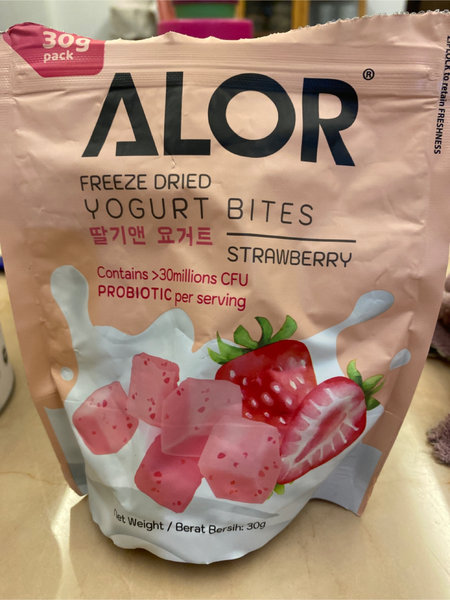 30g
pack
ALOR®
FREEZE DRIED
YOGURT BITES
딸기앤 요거트
STRAWBERRY
Contains >30millions CFU
PROBIOTIC per serving
Net Weight / Berat Bersih: 30g
to retain FRESHNESS